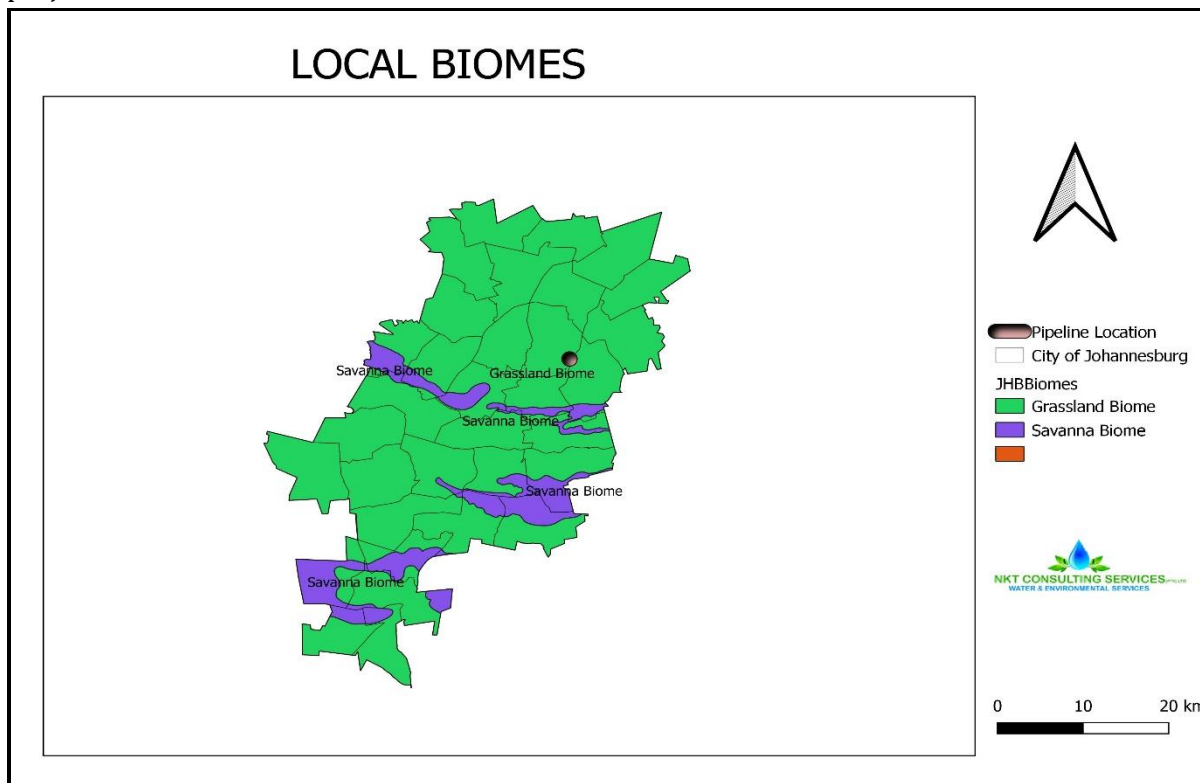 LOCAL BIOMES
Savanna Biome
Grassland Biome
Savanna Biome
Savanna Biome
Savanna Biome
Pipeline Location
City of Johannesburg
JHBBiomes
Grassland Biome
Savanna Biome
NKT CONSULTING SERVICES
WATER & ENVIRONMENTAL SERVICES
0 10 20 km